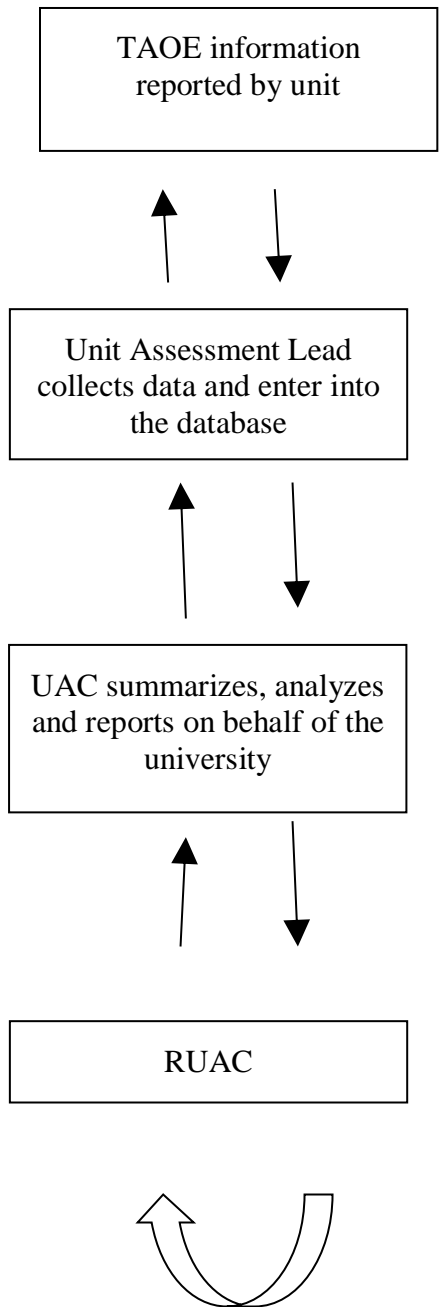 TAOE information
reported by unit
Unit Assessment Lead
collects data and enter into
the database
UAC summarizes, analyzes
and reports on behalf of the
university
RUAC